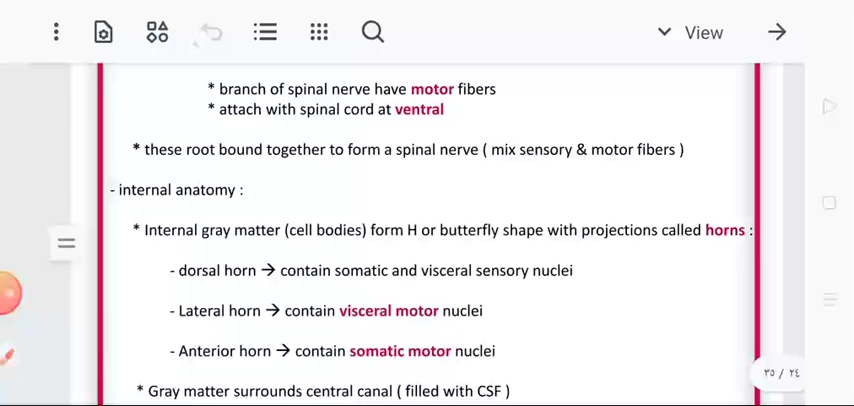 View
* branch of spinal nerve have motor fibers
* attach with spinal cord at ventral
* these root bound together to form a spinal nerve ( mix sensory & motor fibers )
- internal anatomy :
* Internal gray matter (cell bodies) form H or butterfly shape with projections called horns :
- dorsal horn → contain somatic and visceral sensory nuclei
- Lateral horn → contain visceral motor nuclei
- Anterior horn → contain somatic motor nuclei
٣٥ / ٢٤
* Gray matter surrounds central canal ( filled with CSF )